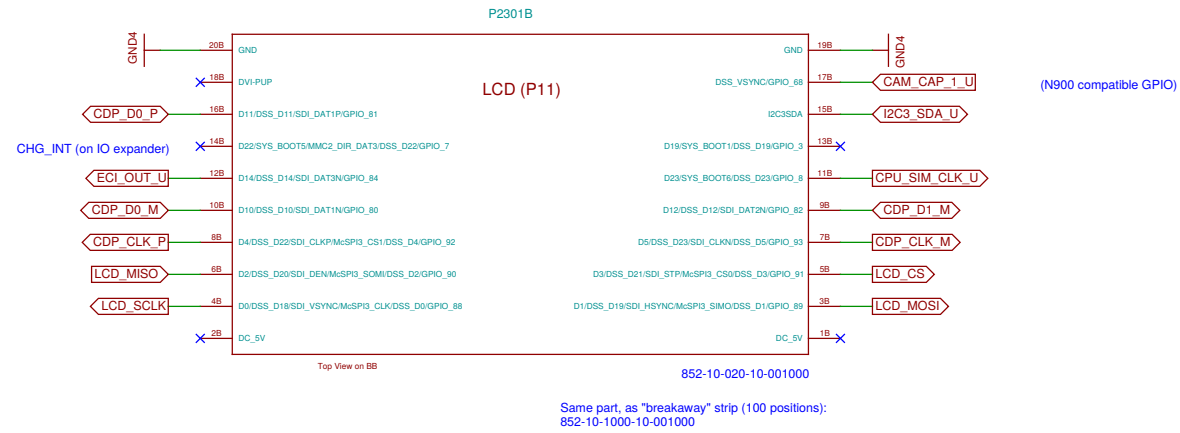 P2301B
GND4
20B
GND
GND
19B
GND4
18B
DVI-PUP
LCD (P11)
DSS_VSYNC/GPIO_68
17B
CAM_CAP_1_U
(N900 compatible GPIO)
CDP_D0_P
16B
D11/DSS_D11/SDI_DAT1P/GPIO_81
I2C3SDA
15B
I2C3_SDA_U
CHG_INT (on IO expander)
14B
D22/SYS_BOOT5/MMC2_DIR_DAT3/DSS_D22/GPIO_7
D19/SYS_BOOT1/DSS_D19/GPIO_3
13B
ECI_OUT_U
12B
D14/DSS_D14/SDI_DAT3N/GPIO_84
D23/SYS_BOOT6/DSS_D23/GPIO_8
11B
CPU_SIM_CLK_U
CDP_D0_M
10B
D10/DSS_D10/SDI_DAT1N/GPIO_80
D12/DSS_D12/SDI_DAT2N/GPIO_82
9B
CDP_D1_M
CDP_CLK_P
8B
D4/DSS_D22/SDI_CLKP/McSPI3_CS1/DSS_D4/GPIO_92
D5/DSS_D23/SDI_CLKN/DSS_D5/GPIO_93
7B
CDP_CLK_M
LCD_MISO
6B
D2/DSS_D20/SDI_DEN/McSPI3_SOMI/DSS_D2/GPIO_90
D3/DSS_D21/SDI_STP/McSPI3_CS0/DSS_D3/GPIO_91
5B
LCD_CS
LCD_SCLK
4B
D0/DSS_D18/SDI_VSYNC/McSPI3_CLK/DSS_D0/GPIO_88
D1/DSS_D19/SDI_HSYNC/McSPI3_SIMO/DSS_D1/GPIO_89
3B
LCD_MOSI
2B
DC_5V
DC_5V
1B
Top View on BB
852-10-020-10-001000
Same part, as "breakaway" strip (100 positions):
852-10-1000-10-001000